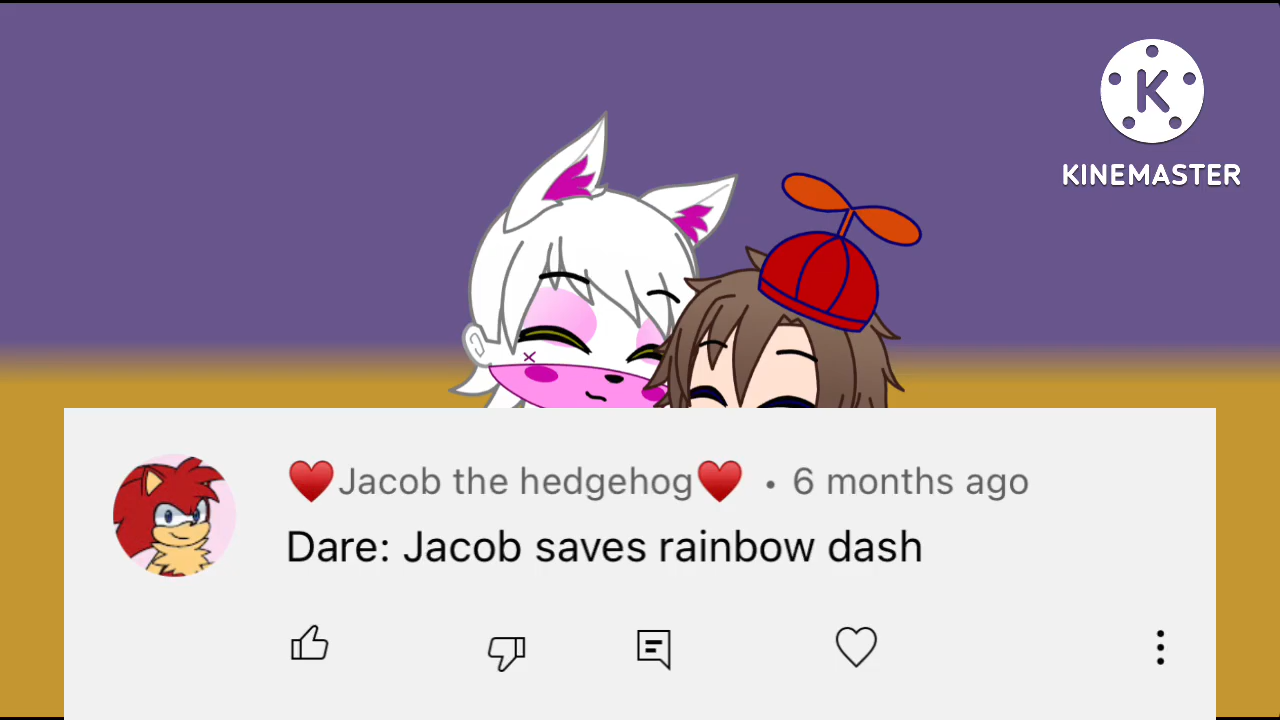 K
KINEMASTER
♥️Jacob the hedgehog♥️ • 6 months ago
Dare: Jacob saves rainbow dash